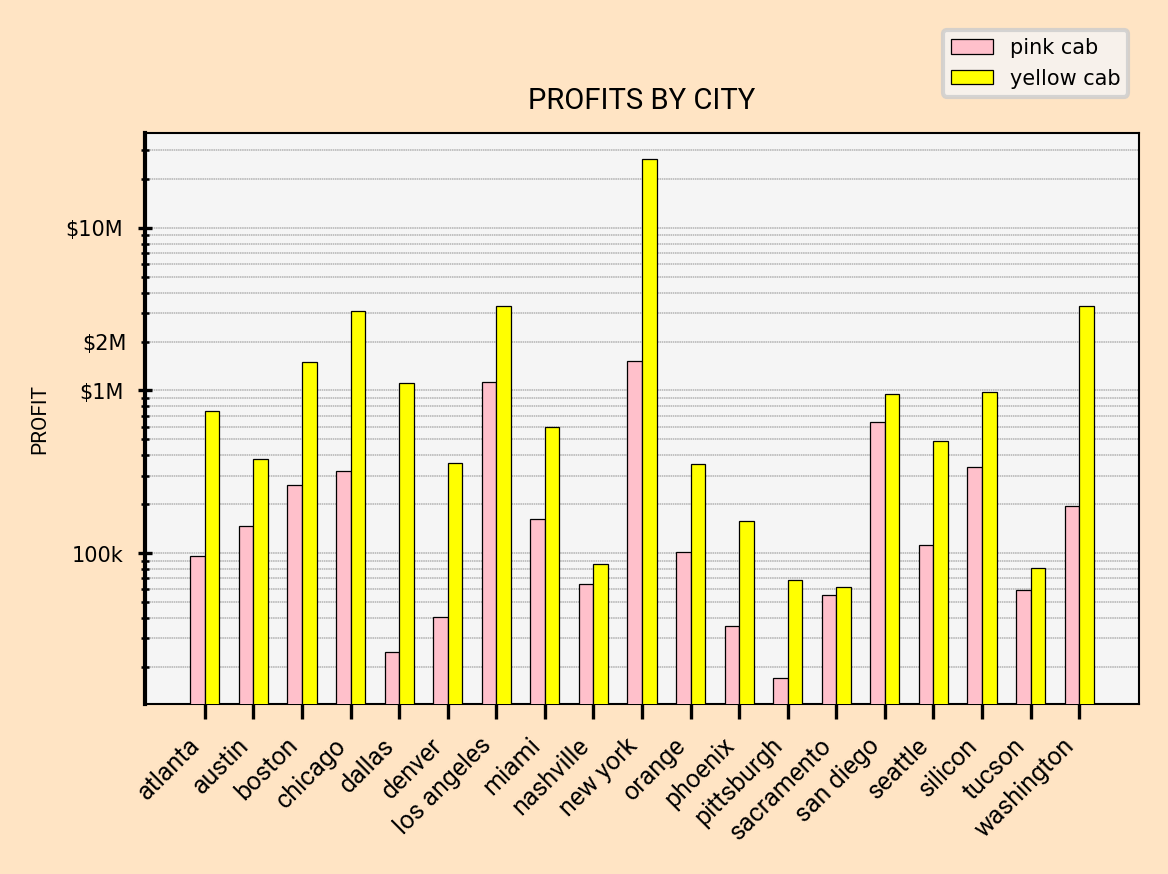 pink cab
yellow cab
PROFITS BY CITY
$10M
$2M
$1M
100k
PROFIT
atlanta
austin
boston
chicago
dallas
denver
los angeles
miami
nashville
new york
orange
phoenix
pittsburgh
sacramento
san diego
seattle
silicon
tucson
washington